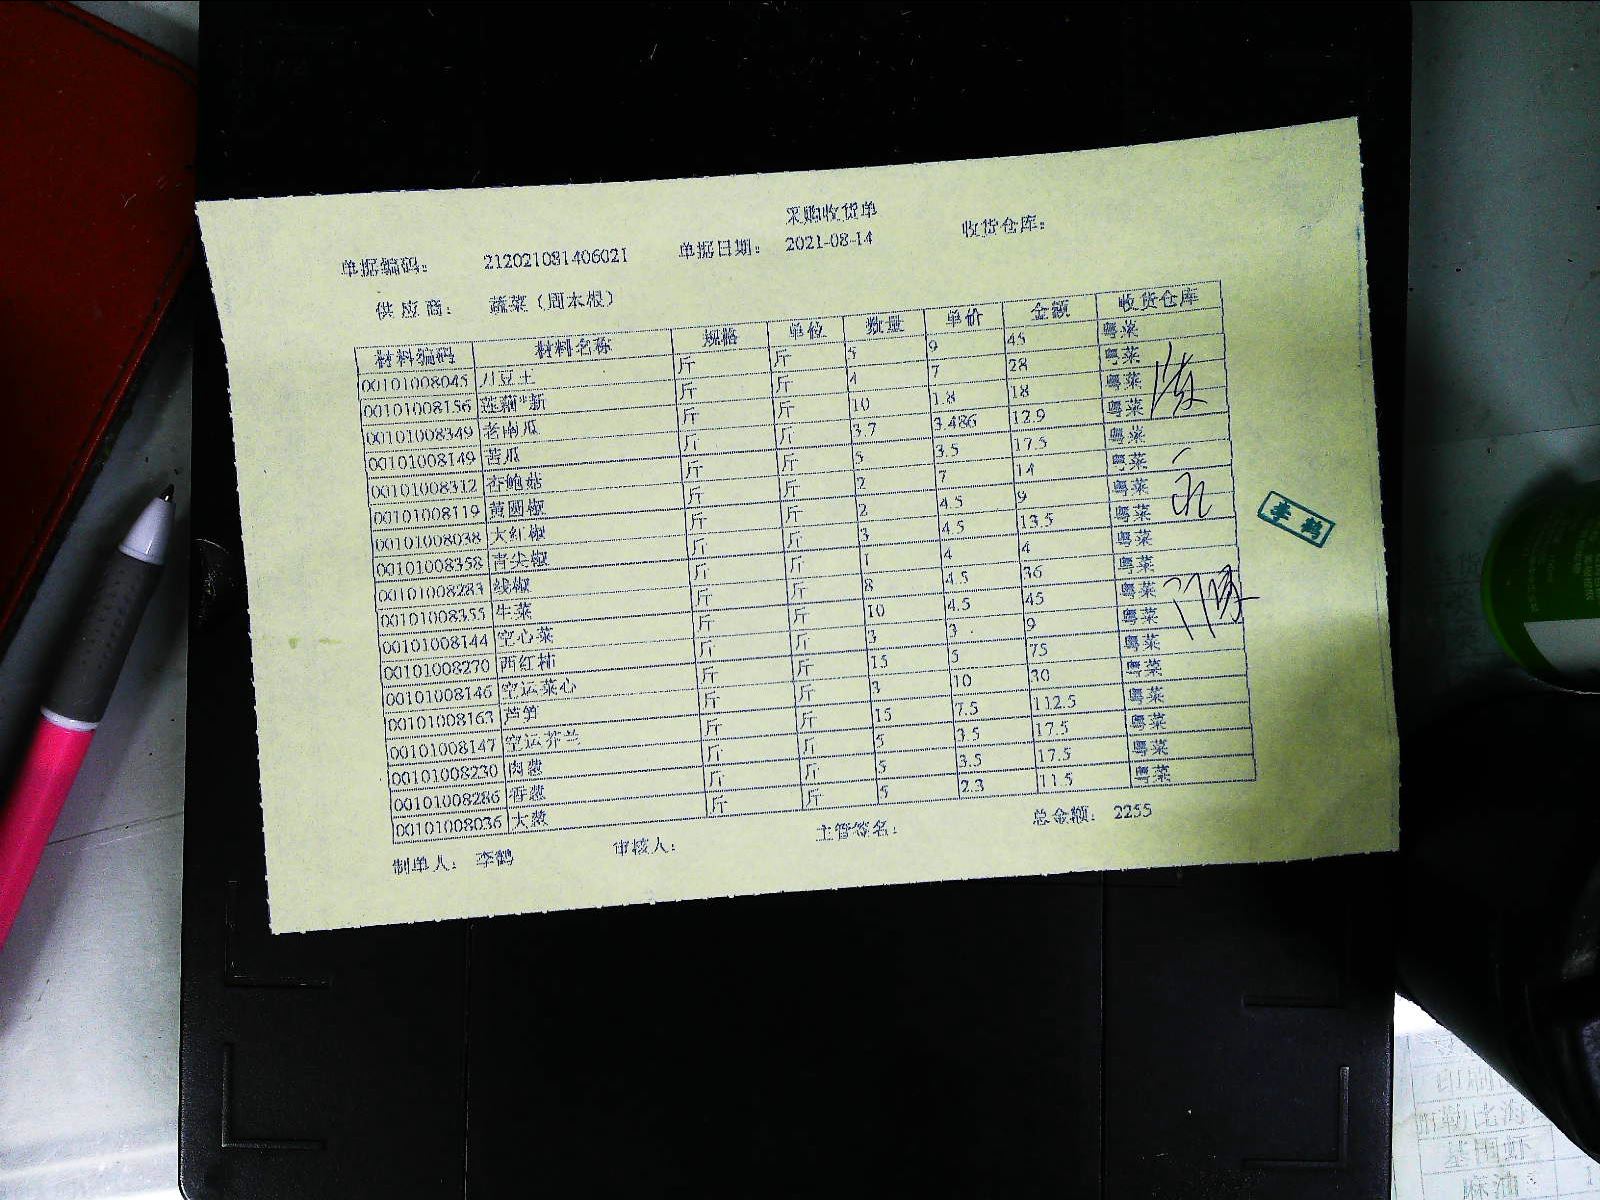 采购收货单
单据编码： 212021081406021 单据日期： 2021-08-14 收货仓库：
供应商： 蔬菜（周本根）
材料编码 材料名称 规格 单位 数量 单价 金额 收货仓库
00101008045 刀豆 斤 斤 5 9 45 粤菜
00101008156 莲藕*新 斤 斤 4 7 28 粤菜
00101008349 老南瓜 斤 斤 10 1.8 18 粤菜
00101008149 苦瓜 斤 斤 3.7 3.486 12.9 粤菜
00101008312 杏鲍菇 斤 斤 5 3.5 17.5 粤菜
00101008119 黄圆椒 斤 斤 2 7 14 粤菜
00101008038 大红椒 斤 斤 2 4.5 9 粤菜
00101008358 青尖椒 斤 斤 3 4.5 13.5 粤菜
00101008283 线椒 斤 斤 1 4 4 粤菜
00101008355 生菜 斤 斤 8 4.5 36 粤菜
00101008144 空心菜 斤 斤 10 4.5 45 粤菜
00101008270 西红柿 斤 斤 3 3 9 粤菜
00101008146 空运菜心 斤 斤 15 5 75 粤菜
00101008163 芦笋 斤 斤 3 10 30 粤菜
00101008147 空运芥兰 斤 斤 15 7.5 112.5 粤菜
00101008230 肉葱 斤 斤 5 3.5 17.5 粤菜
00101008286 香葱 斤 斤 5 3.5 17.5 粤菜
00101008036 大葱 斤 斤 5 2.3 11.5 粤菜
制单人： 李鹤 审核人： 主管签名： 总金额： 2255
李鹤
基围虾
麻油